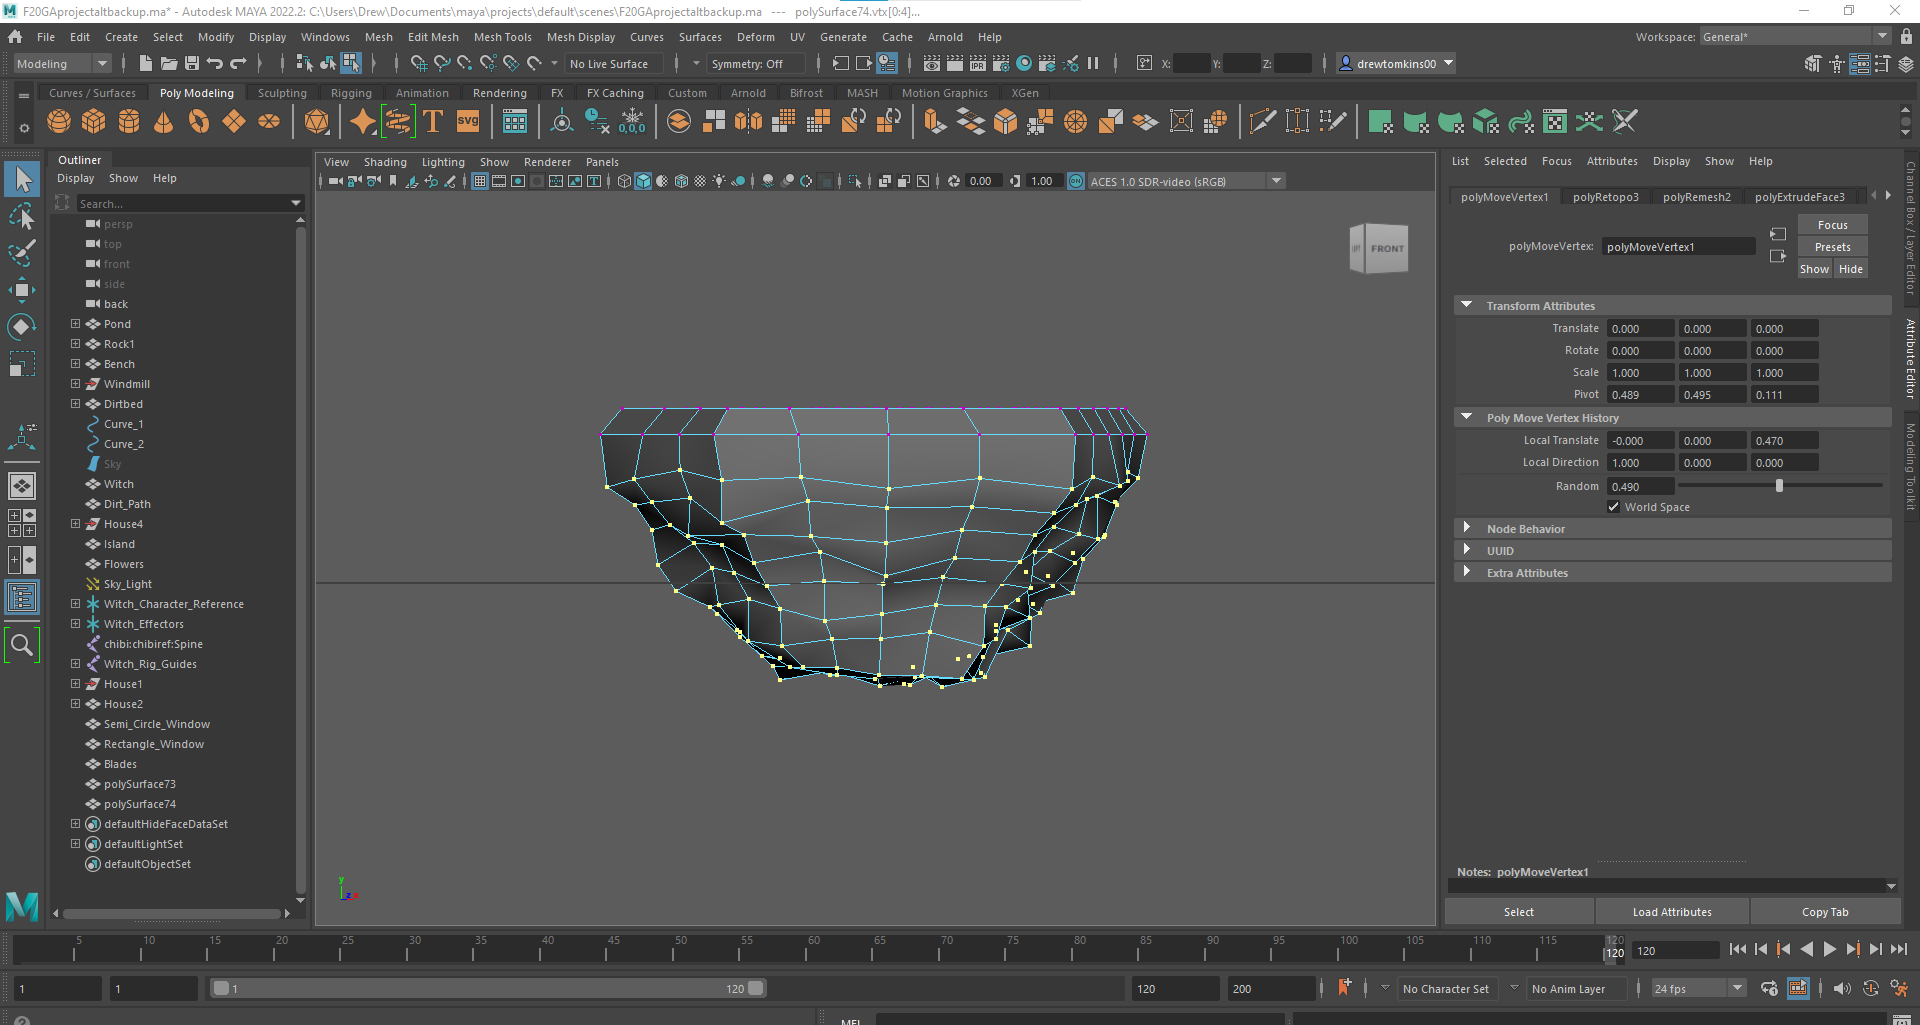 F20GAprojectaltbackup.ma* - Autodesk MAYA 2022.2: C:\Users\Drew\Documents\maya\projects\default\scenes\F20GAprojectaltbackup.ma --- polySurface74.vtx[0:4]...
File Edit Create Select Modify Display Windows Mesh Edit Mesh Mesh Tools Mesh Display Curves Surfaces Deform UV Generate Cache Arnold Help
Workspace: General*
Modeling
No Live Surface
Symmetry: Off
IPR
X: Y: Z:
drewtomkins00
Curves / Surfaces Poly Modeling Sculpting Rigging Animation Rendering FX FX Caching Custom Arnold Bifrost MASH Motion Graphics XGen
T svg 0,0,0
Outliner
Display Show Help
Search...
persp
top
front
side
back
Pond
Rock1
Bench
Windmill
Dirtbed
Curve_1
Curve_2
Sky
Witch
Dirt_Path
House4
Island
Flowers
Sky_Light
Witch_Character_Reference
Witch_Effectors
chibi:chibiref:Spine
Witch_Rig_Guides
House1
House2
Semi_Circle_Window
Rectangle_Window
Blades
polySurface73
polySurface74
defaultHideFaceDataSet
defaultLightSet
defaultObjectSet
View Shading Lighting Show Renderer Panels
0.00 1.00 ON ACES 1.0 SDR-video (sRGB)
FRONT
y
List Selected Focus Attributes Display Show Help
polyMoveVertex1 polyRetopo3 polyRemesh2 polyExtrudeFace3
polyMoveVertex: polyMoveVertex1
Focus
Presets
Show Hide
Transform Attributes
Translate 0.000 0.000 0.000
Rotate 0.000 0.000 0.000
Scale 1.000 1.000 1.000
Pivot 0.489 0.495 0.111
Poly Move Vertex History
Local Translate -0.000 0.000 0.470
Local Direction 1.000 0.000 0.000
Random 0.490
World Space
Node Behavior
UUID
Extra Attributes
Notes: polyMoveVertex1
Select Load Attributes Copy Tab
Channel Box / Layer Editor
Attribute Editor
Modeling Toolkit
5 10 15 20 25 30 35 40 45 50 55 60 65 70 75 80 85 90 95 100 105 110 115 120
120
120
1 1 1 120 120 200 No Character Set No Anim Layer 24 fps
MEL